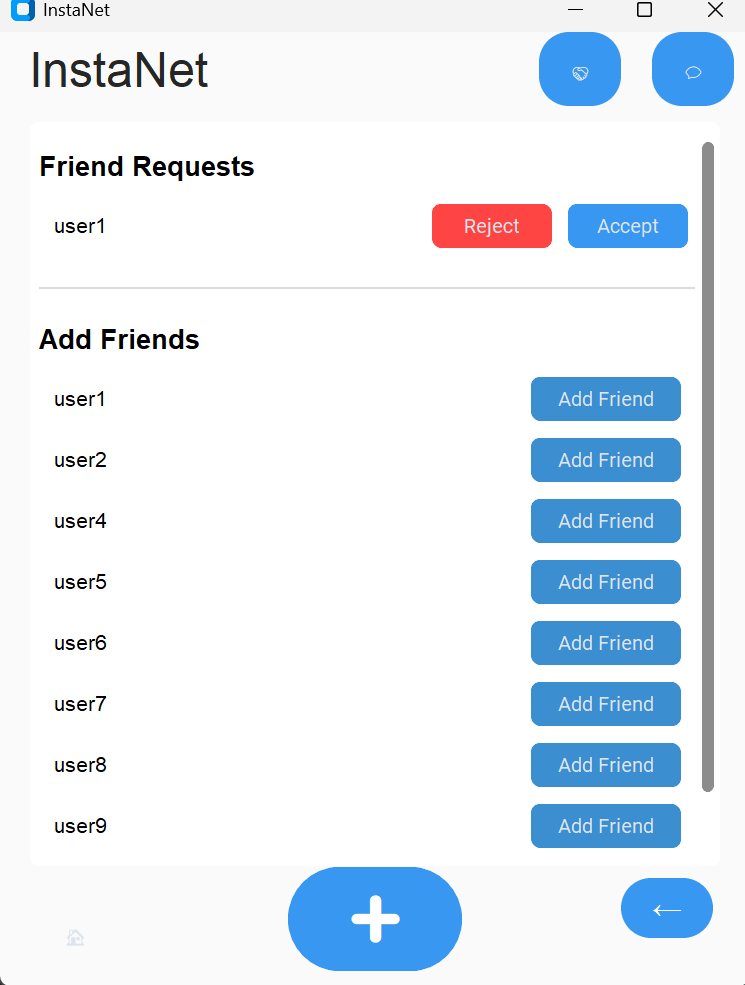 InstaNet
InstaNet
Friend Requests
user1 Reject Accept
Add Friends
user1 Add Friend
user2 Add Friend
user4 Add Friend
user5 Add Friend
user6 Add Friend
user7 Add Friend
user8 Add Friend
user9 Add Friend